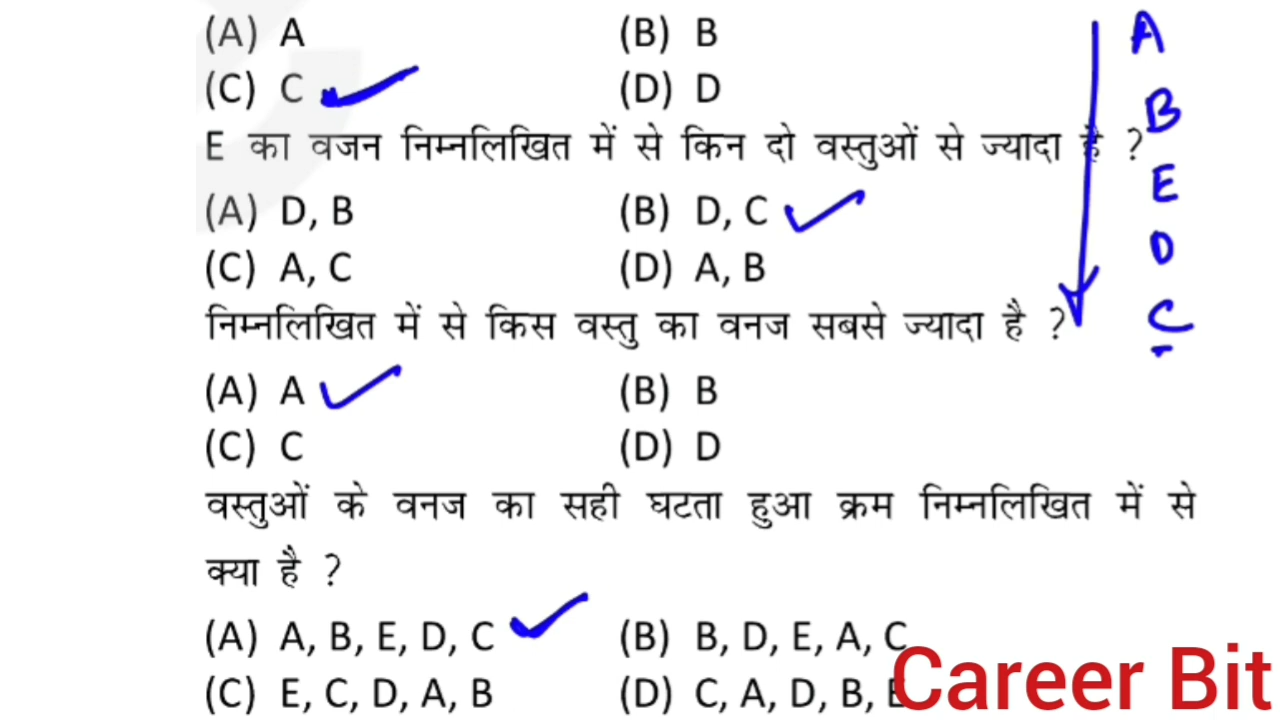 (A) A (B) B A
(C) C (D) D B
E का वजन निम्नलिखित में से किन दो वस्तुओं से ज्यादा है ?
(A) D, B (B) D, C E
(C) A, C (D) A, B D
निम्नलिखित में से किस वस्तु का वनज सबसे ज्यादा है ? C
(A) A (B) B
(C) C (D) D
वस्तुओं के वनज का सही घटता हुआ क्रम निम्नलिखित में से
क्या है ?
(A) A, B, E, D, C (B) B, D, E, A, C
(C) E, C, D, A, B (D) C, A, D, B, E
Career Bit